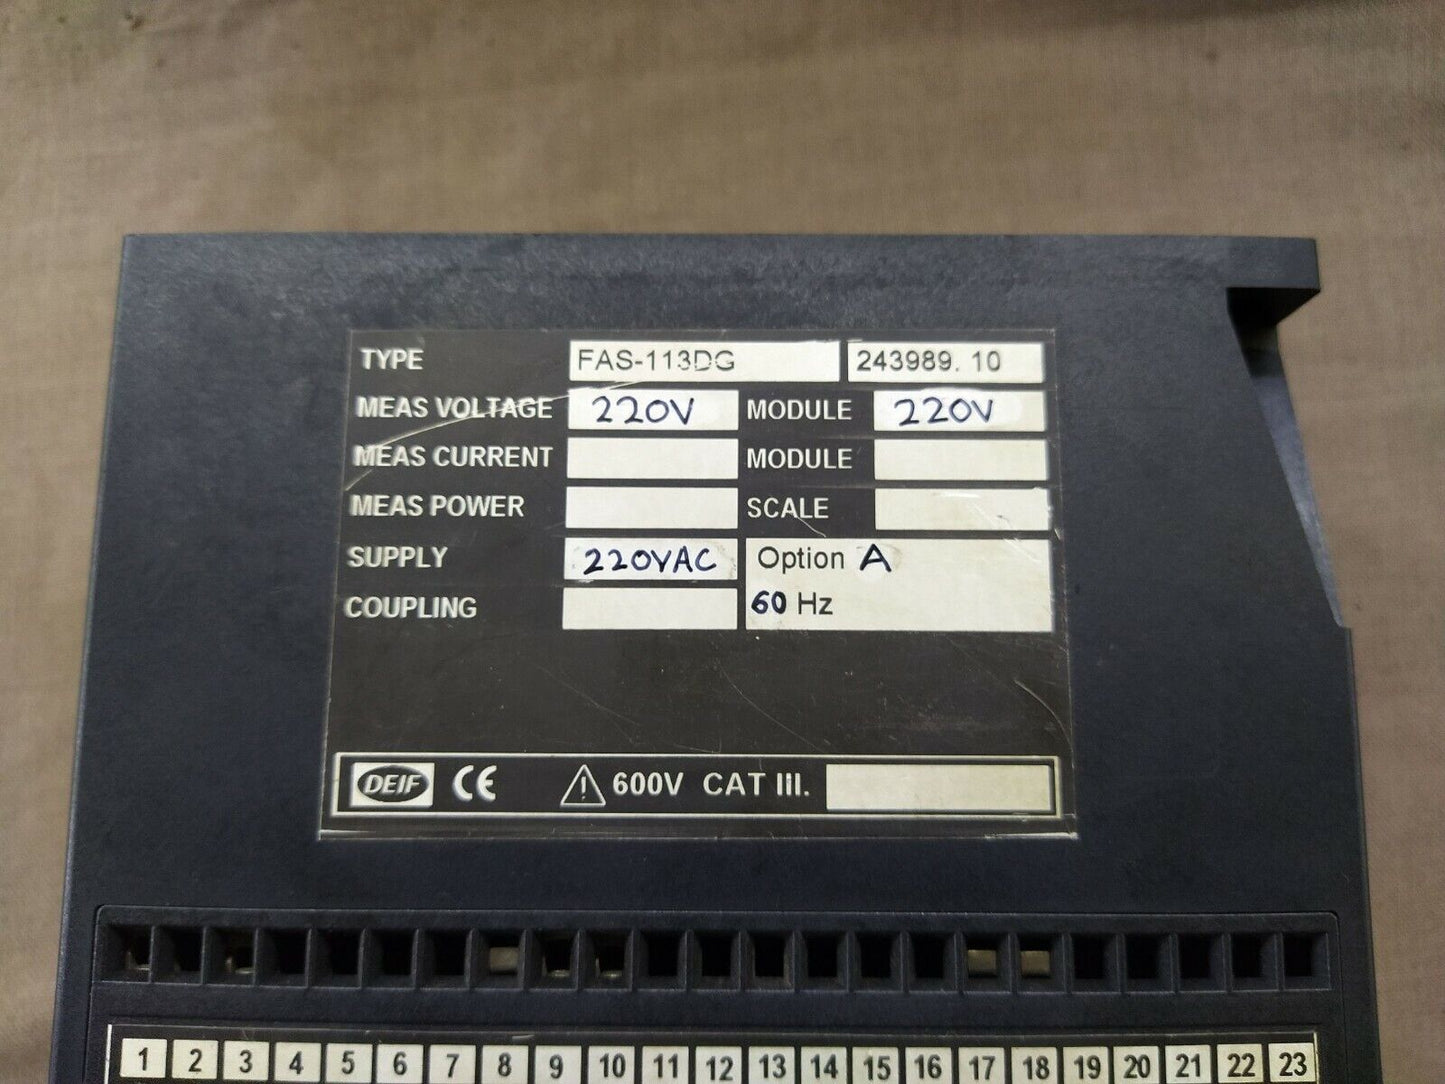 TYPE FAS-113DG 243989.10
MEAS VOLTAGE 220V MODULE 220V
MEAS CURRENT MODULE
MEAS POWER SCALE
SUPPLY 220VAC Option A
COUPLING 60 Hz
DEIF CE 600V CAT III.
1 2 3 4 5 6 7 8 9 10 11 12 13 14 15 16 17 18 19 20 21 22 23